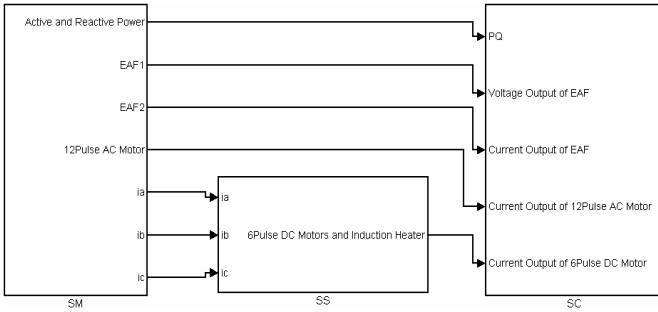 Active and Reactive Power
EAF1
EAF2
12Pulse AC Motor
ia
ib
ic
SM
ia
ib
ic
6Pulse DC Motors and Induction Heater
SS
PQ
Voltage Output of EAF
Current Output of EAF
Current Output of 12Pulse AC Motor
Current Output of 6Pulse DC Motor
SC